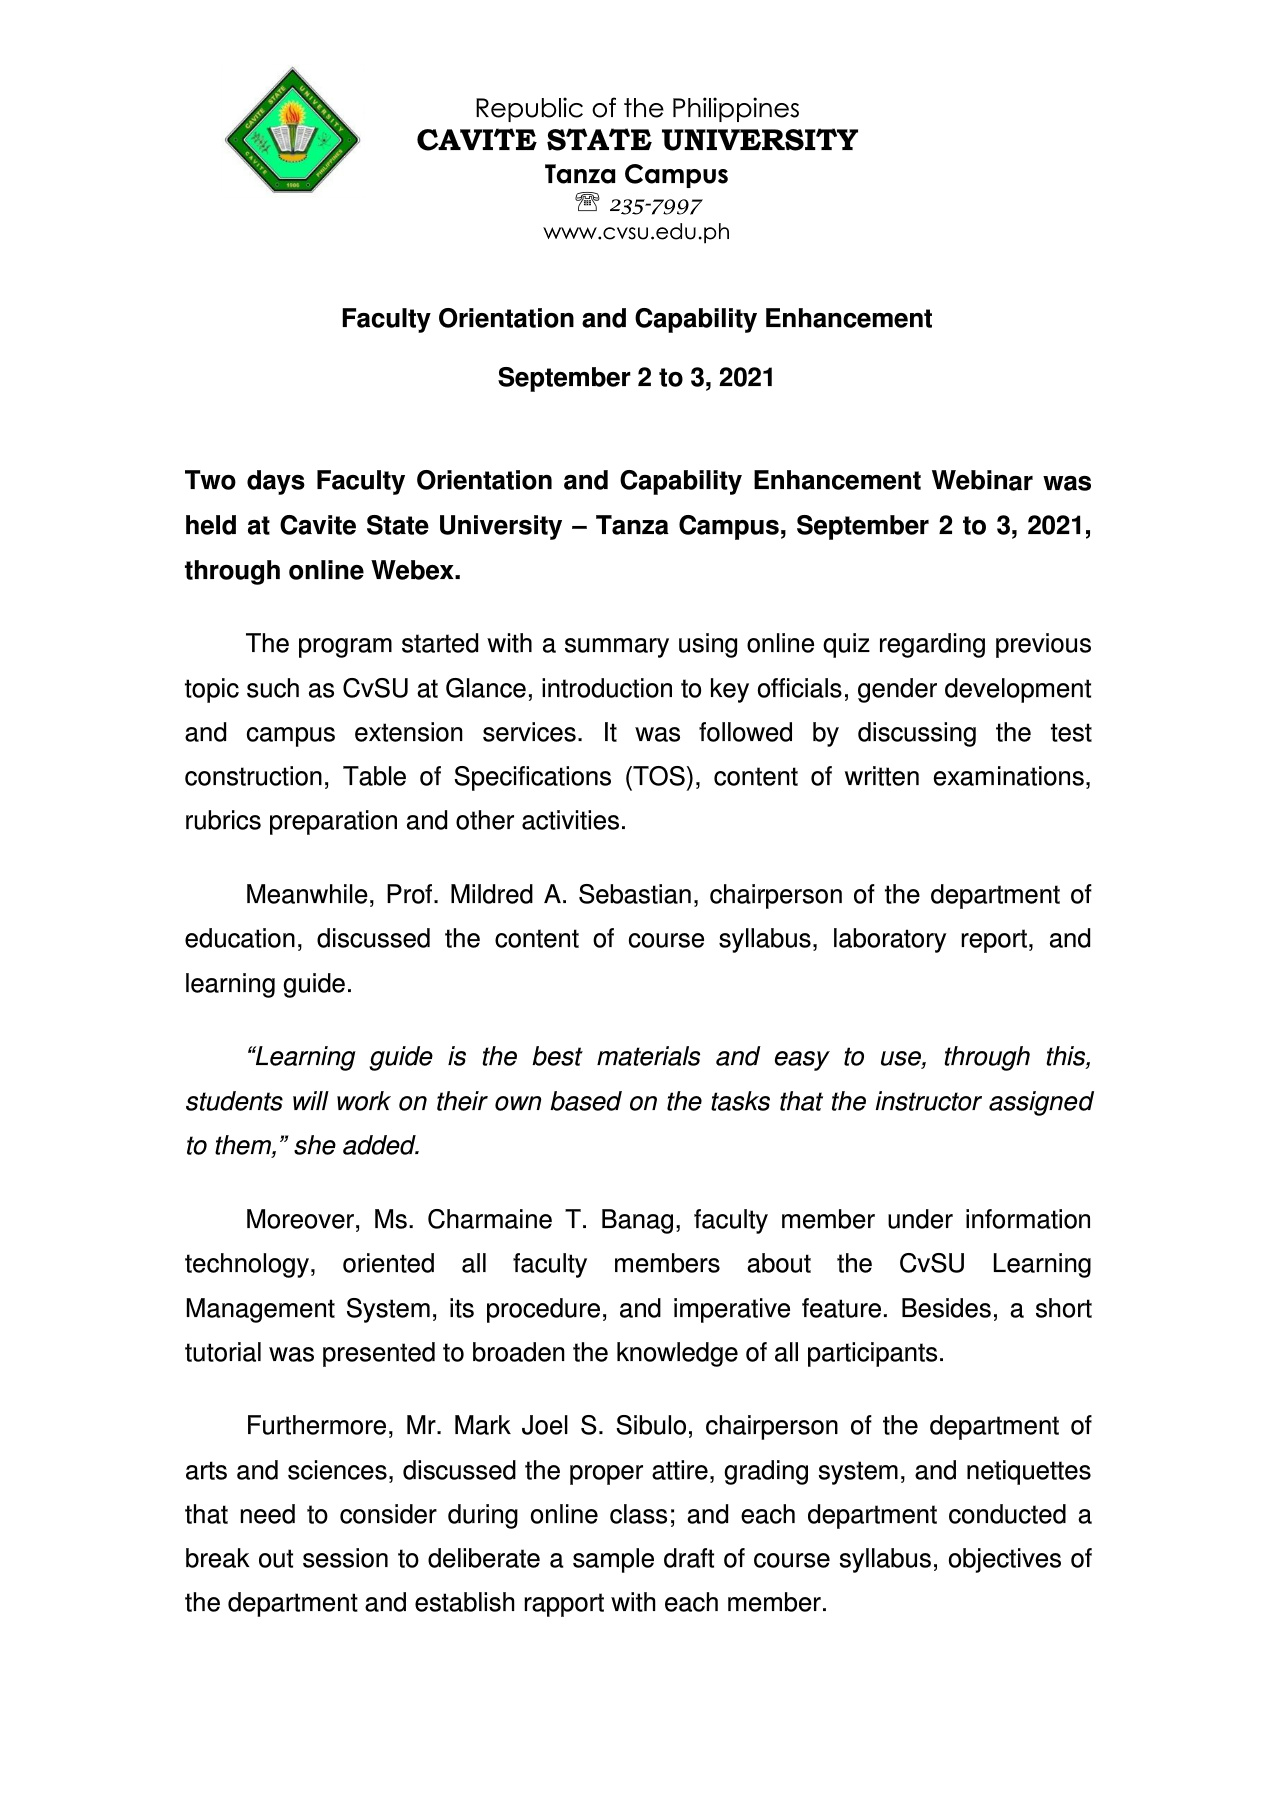 CAVITE STATE UNIVERSITY
CAVITE PHILIPPINES
1906
Republic of the Philippines
CAVITE STATE UNIVERSITY
Tanza Campus
☏ 235-7997
www.cvsu.edu.ph
Faculty Orientation and Capability Enhancement
September 2 to 3, 2021
Two days Faculty Orientation and Capability Enhancement Webinar was
held at Cavite State University – Tanza Campus, September 2 to 3, 2021,
through online Webex.
The program started with a summary using online quiz regarding previous
topic such as CvSU at Glance, introduction to key officials, gender development
and campus extension services. It was followed by discussing the test
construction, Table of Specifications (TOS), content of written examinations,
rubrics preparation and other activities.
Meanwhile, Prof. Mildred A. Sebastian, chairperson of the department of
education, discussed the content of course syllabus, laboratory report, and
learning guide.
“Learning guide is the best materials and easy to use, through this,
students will work on their own based on the tasks that the instructor assigned
to them,” she added.
Moreover, Ms. Charmaine T. Banag, faculty member under information
technology, oriented all faculty members about the CvSU Learning
Management System, its procedure, and imperative feature. Besides, a short
tutorial was presented to broaden the knowledge of all participants.
Furthermore, Mr. Mark Joel S. Sibulo, chairperson of the department of
arts and sciences, discussed the proper attire, grading system, and netiquettes
that need to consider during online class; and each department conducted a
break out session to deliberate a sample draft of course syllabus, objectives of
the department and establish rapport with each member.